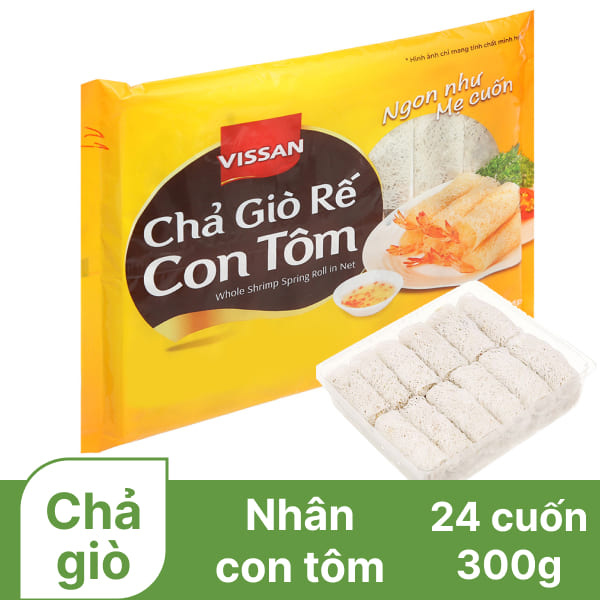 * Hình ảnh chỉ mang tính chất minh h
Ngon như
Mẹ cuốn
VISSAN
Chả Giò Rế
Con Tôm
Whole Shrimp Spring Roll in Net
Chả
giò
Nhân
con tôm
24 cuốn
300g